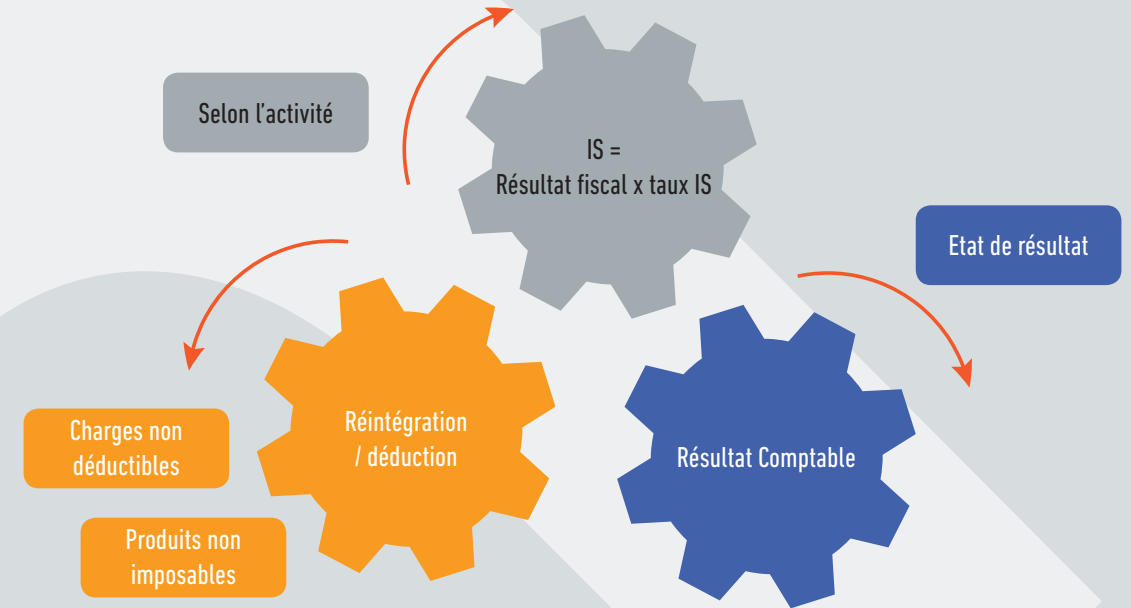 Selon l'activité
IS =
Résultat fiscal x taux IS
Etat de résultat
Réintégration
/ déduction
Résultat Comptable
Charges non
déductibles
Produits non
imposables